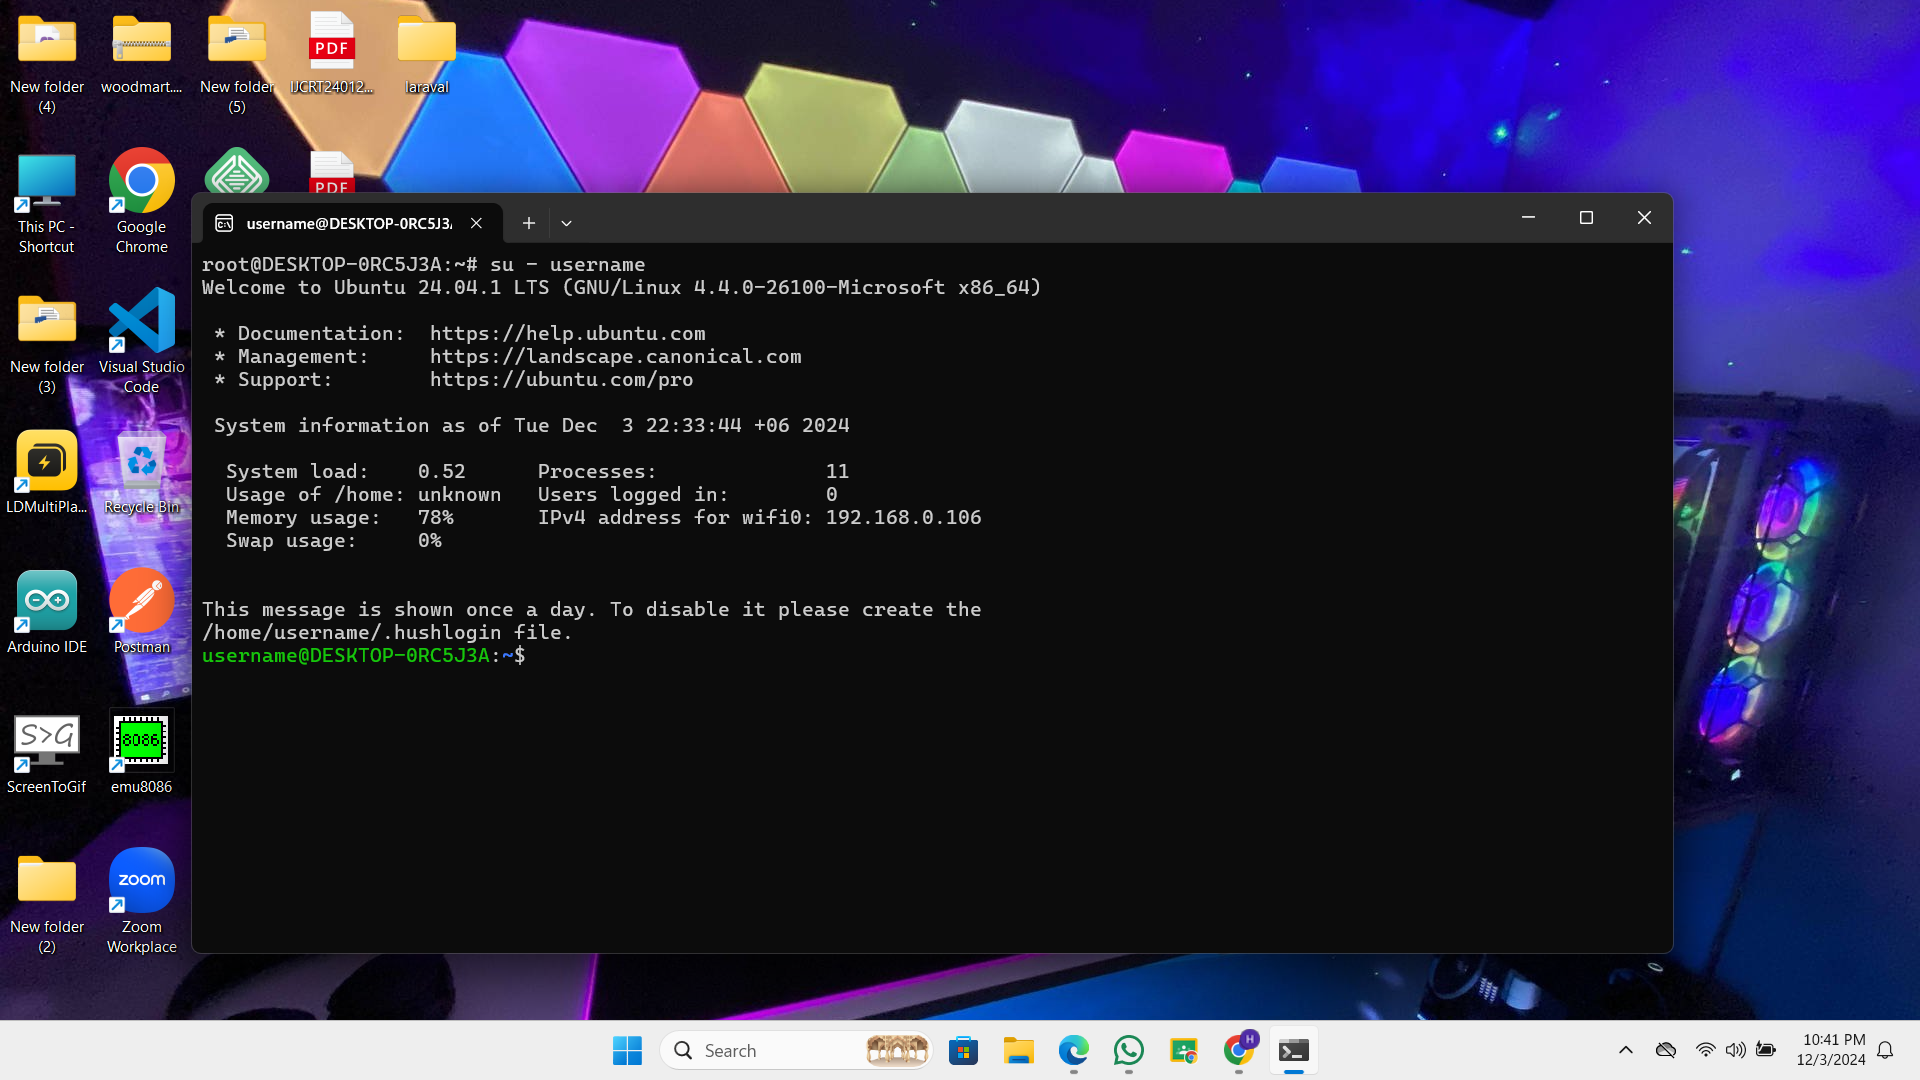 New folder (4)
woodmart....
New folder (5)
PDF
IJCRT24012...
laraval
This PC - Shortcut
Google Chrome
PDF
New folder (3)
Visual Studio Code
LDMultiPla...
Recycle Bin
Arduino IDE
Postman
S>G
ScreenToGif
8086
emu8086
New folder (2)
zoom
Zoom Workplace
C:\
username@DESKTOP-0RC5J3A
root@DESKTOP-0RC5J3A:~# su - username
Welcome to Ubuntu 24.04.1 LTS (GNU/Linux 4.4.0-26100-Microsoft x86_64)
* Documentation:  https://help.ubuntu.com
* Management:     https://landscape.canonical.com
* Support:        https://ubuntu.com/pro
System information as of Tue Dec  3 22:33:44 +06 2024
System load:    0.52      Processes:              11
Usage of /home: unknown   Users logged in:        0
Memory usage:   78%       IPv4 address for wifi0: 192.168.0.106
Swap usage:     0%
This message is shown once a day. To disable it please create the
/home/username/.hushlogin file.
username@DESKTOP-0RC5J3A:~$
Search
H
10:41 PM
12/3/2024